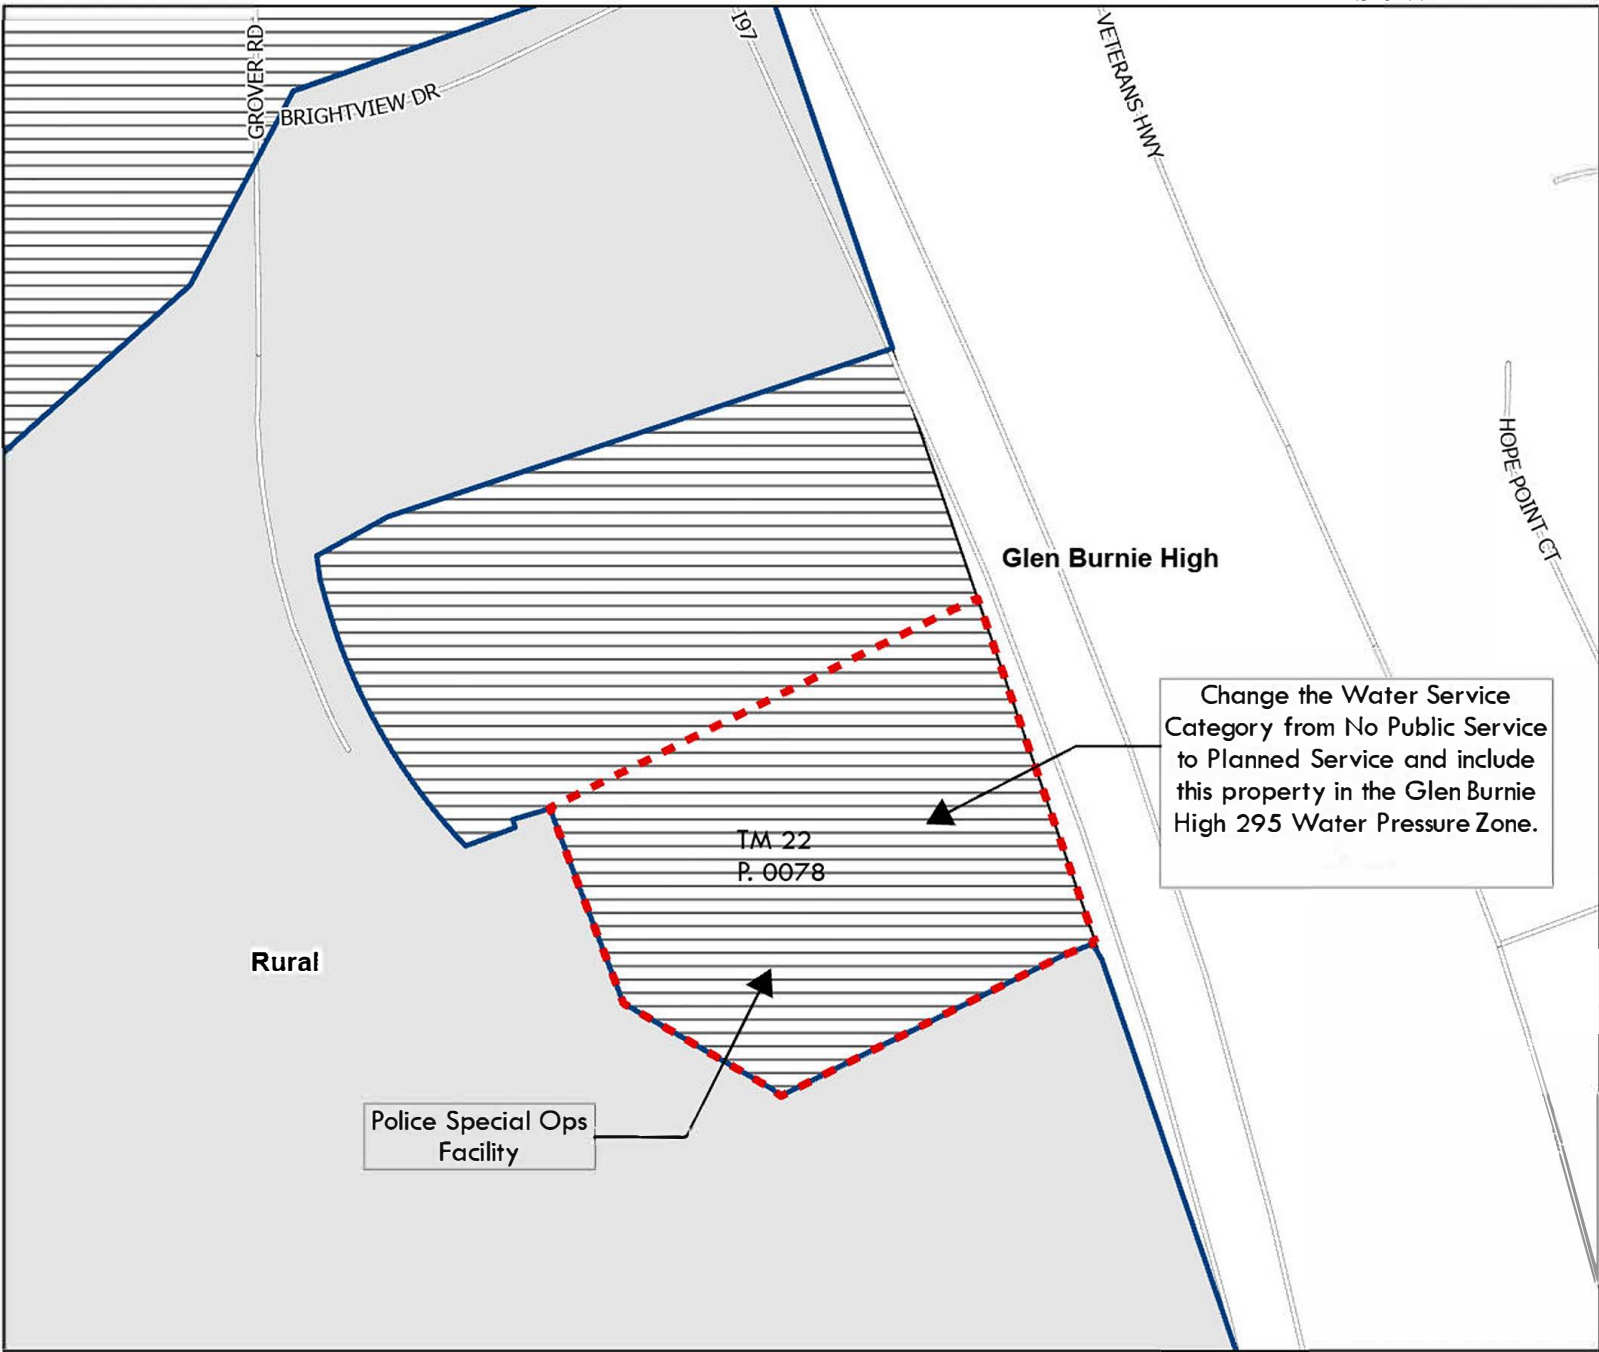 GROVER RD
BRIGHTVIEW DR
I97
VETERANS HWY
HOPE POINT CT
Glen Burnie High
Change the Water Service
Category from No Public Service
to Planned Service and include
this property in the Glen Burnie
High 295 Water Pressure Zone.
TM 22
P. 0078
Rural
Police Special Ops
Facility